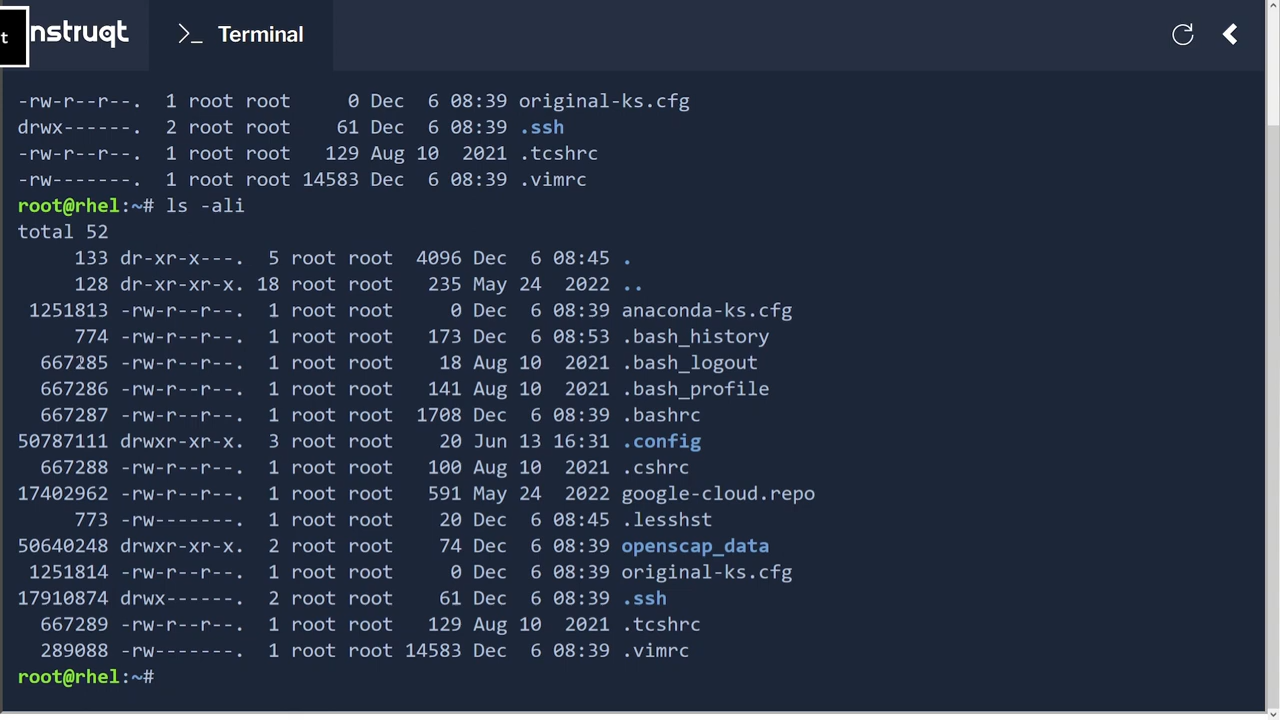 t
nstruqt
>_ Terminal
-rw-r--r--. 1 root root 0 Dec 6 08:39 original-ks.cfg
drwx------. 2 root root 61 Dec 6 08:39 .ssh
-rw-r--r--. 1 root root 129 Aug 10 2021 .tcshrc
-rw-------. 1 root root 14583 Dec 6 08:39 .vimrc
root@rhel:~# ls -ali
total 52
133 dr-xr-x---. 5 root root 4096 Dec 6 08:45 .
128 dr-xr-xr-x. 18 root root 235 May 24 2022 ..
1251813 -rw-r--r--. 1 root root 0 Dec 6 08:39 anaconda-ks.cfg
774 -rw-r--r--. 1 root root 173 Dec 6 08:53 .bash_history
667285 -rw-r--r--. 1 root root 18 Aug 10 2021 .bash_logout
667286 -rw-r--r--. 1 root root 141 Aug 10 2021 .bash_profile
667287 -rw-r--r--. 1 root root 1708 Dec 6 08:39 .bashrc
50787111 drwxr-xr-x. 3 root root 20 Jun 13 16:31 .config
667288 -rw-r--r--. 1 root root 100 Aug 10 2021 .cshrc
17402962 -rw-r--r--. 1 root root 591 May 24 2022 google-cloud.repo
773 -rw-------. 1 root root 20 Dec 6 08:45 .lesshst
50640248 drwxr-xr-x. 2 root root 74 Dec 6 08:39 openscap_data
1251814 -rw-r--r--. 1 root root 0 Dec 6 08:39 original-ks.cfg
17910874 drwx------. 2 root root 61 Dec 6 08:39 .ssh
667289 -rw-r--r--. 1 root root 129 Aug 10 2021 .tcshrc
289088 -rw-------. 1 root root 14583 Dec 6 08:39 .vimrc
root@rhel:~#